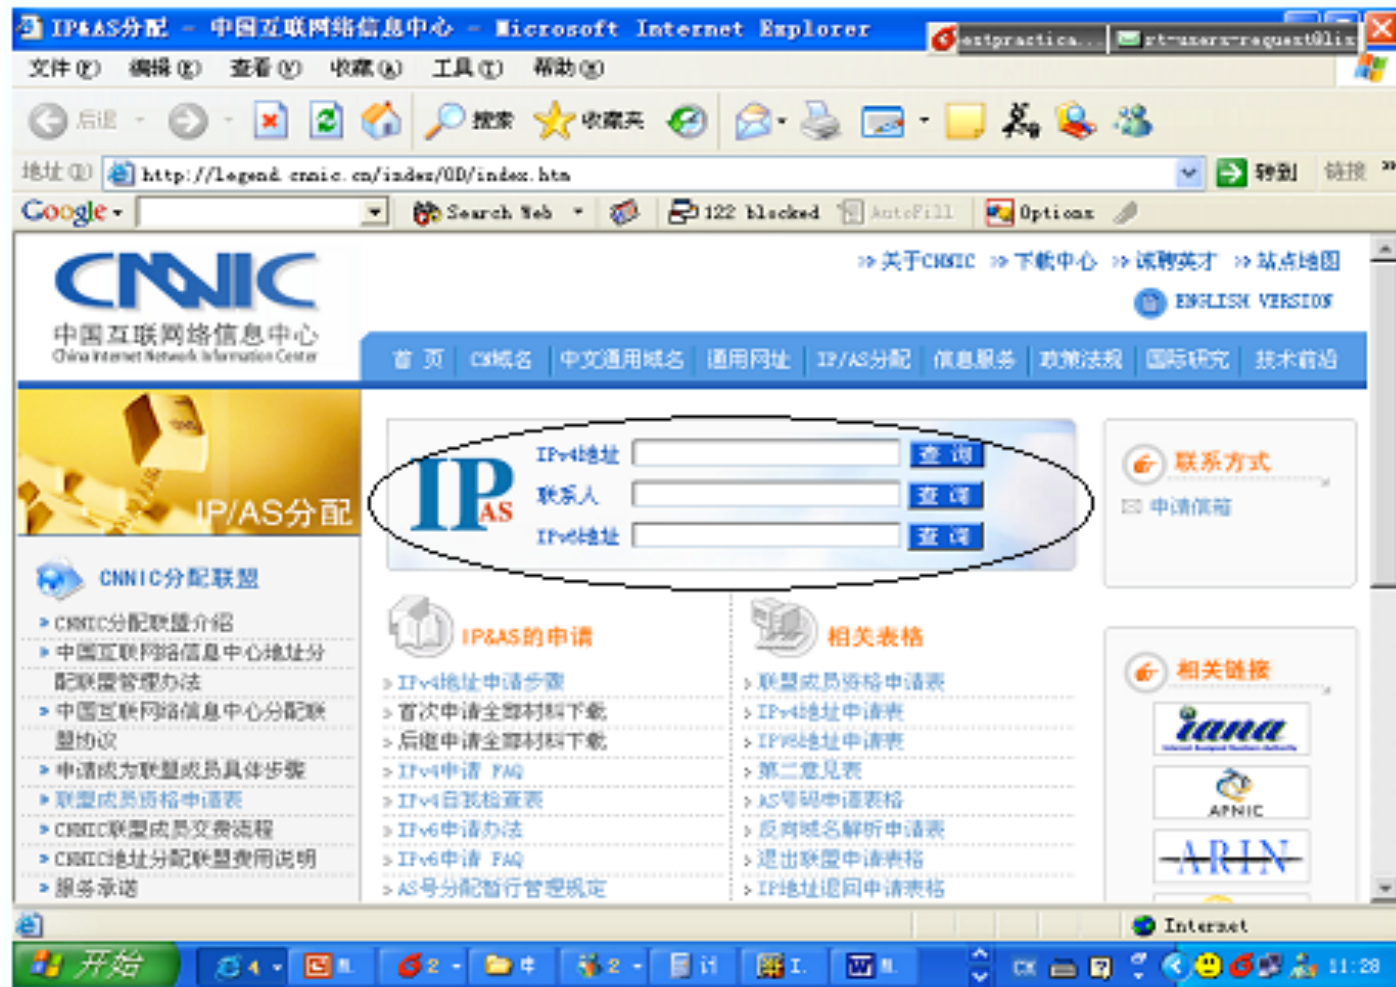 IP&AS分配 - 中国互联网络信息中心 - Microsoft Internet Explorer
estpractica...
rt-users-request@lis
文件(F) 编辑(E) 查看(V) 收藏(A) 工具(T) 帮助(H)
后退 搜索 收藏夹
地址(D) http://legend.cnnic.cn/index/0D/index.htm 转到 链接 »
Google Search Web 122 blocked AutoFill Options
CNNIC
中国互联网络信息中心
China Internet Network Information Center
关于CNNIC 下载中心 诚聘英才 站点地图
ENGLISH VERSION
首 页 CN域名 中文通用域名 通用网址 IP/AS分配 信息服务 政策法规 国际研究 技术前沿
IP/AS分配
IP AS
IPv4地址 查 询
联系人 查 询
IPv6地址 查 询
联系方式
申请信箱
CNNIC分配联盟
CNNIC分配联盟介绍
中国互联网络信息中心地址分
配联盟管理办法
中国互联网络信息中心分配联
盟协议
申请成为联盟成员具体步骤
联盟成员资格申请表
CNNIC联盟成员交费流程
CNNIC地址分配联盟费用说明
服务承诺
IP&AS的申请
IPv4地址申请步骤
首次申请全部材料下载
后继申请全部材料下载
IPv4申请 FAQ
IPv4自我检查表
IPv6申请办法
IPv6申请 FAQ
AS号分配暂行管理规定
相关表格
联盟成员资格申请表
IPv4地址申请表
IPV6地址申请表
第二意见表
AS号码申请表格
反向域名解析申请表
退出联盟申请表格
IP地址退回申请表格
相关链接
iana
Internet Assigned Numbers Authority
APNIC
ARIN
Internet
开始 4 2 2 计 I. CH 11:28